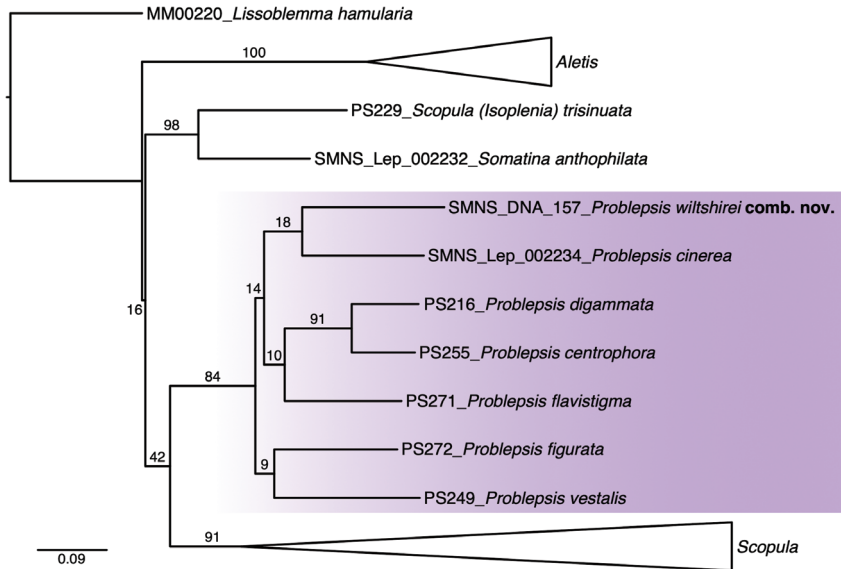 MM00220_Lissoblemma hamularia
100
Aletis
PS229_Scopula (Isoplenia) trisinuata
98
SMNS_Lep_002232_Somatina anthophilata
SMNS_DNA_157_Problepsis wiltshirei comb. nov.
18
SMNS_Lep_002234_Problepsis cinerea
14
PS216_Problepsis digammata
16
91
PS255_Problepsis centrophora
10
84
PS271_Problepsis flavistigma
PS272_Problepsis figurata
42
9
PS249_Problepsis vestalis
91
Scopula
0.09